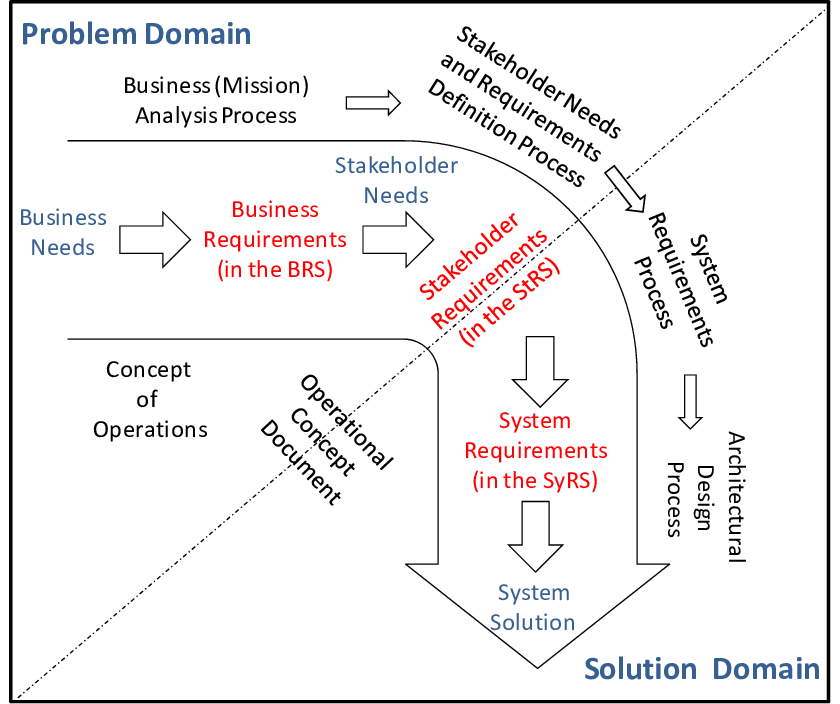 Problem Domain
Business (Mission)
Analysis Process
Stakeholder Needs
and Requirements
Definition Process
Stakeholder
Needs
Business
Needs
Business
Requirements
(in the BRS)
Stakeholder
Requirements
(in the StRS)
System
Requirements
Process
Concept
of
Operations
Operational
Concept
Document
System
Requirements
(in the SyRS)
Architectural
Design
Process
System
Solution
Solution Domain